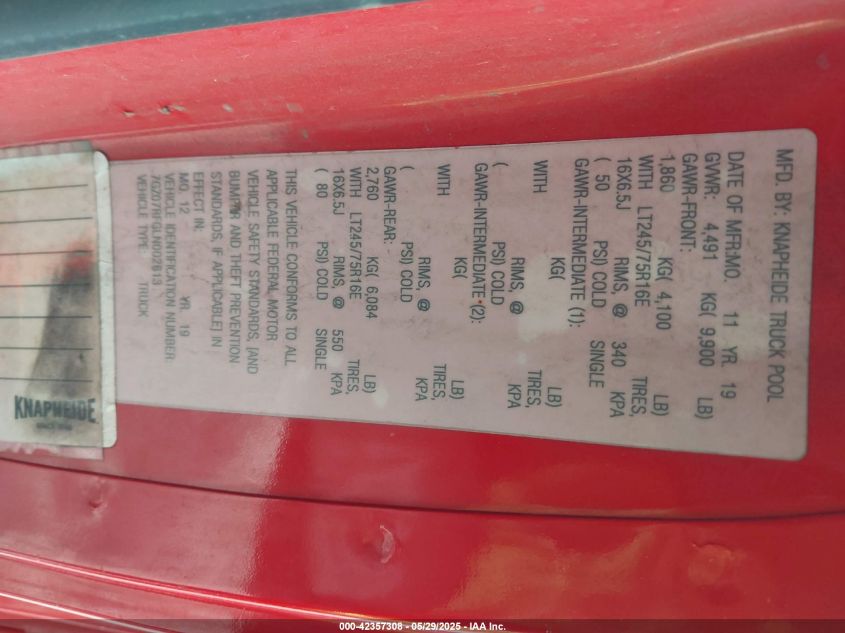 MFD. BY: KNAPHEIDE TRUCK POOL
DATE OF MFR:MO. 11 YR. 19
GVWR: 4,491 KG( 9,900 LB)
GAWR-FRONT:
1,860 KG( 4,100 LB)
WITH LT245/75R16E TIRES,
16X6.5J RIMS, @ 340 KPA
( 50 PSI) COLD SINGLE
GAWR-INTERMEDIATE (1):
KG( LB)
WITH TIRES,
RIMS, @ KPA
( PSI) COLD
GAWR-INTERMEDIATE (2):
KG( LB)
WITH TIRES,
RIMS, @ KPA
( PSI) COLD
GAWR-REAR:
2,760 KG( 6,084 LB)
WITH LT245/75R16E TIRES,
16X6.5J RIMS, @ 550 KPA
( 80 PSI) COLD SINGLE
THIS VEHICLE CONFORMS TO ALL
APPLICABLE FEDERAL MOTOR
VEHICLE SAFETY STANDARDS, [AND
BUMPER AND THEFT PREVENTION
STANDARDS, IF APPLICABLE] IN
EFFECT IN:
MO. 12 YR. 19
VEHICLE IDENTIFICATION NUMBER:
VEHICLE TYPE: TRUCK
KNAPHEIDE
000-42357308 - 05/29/2025 - IAA Inc.